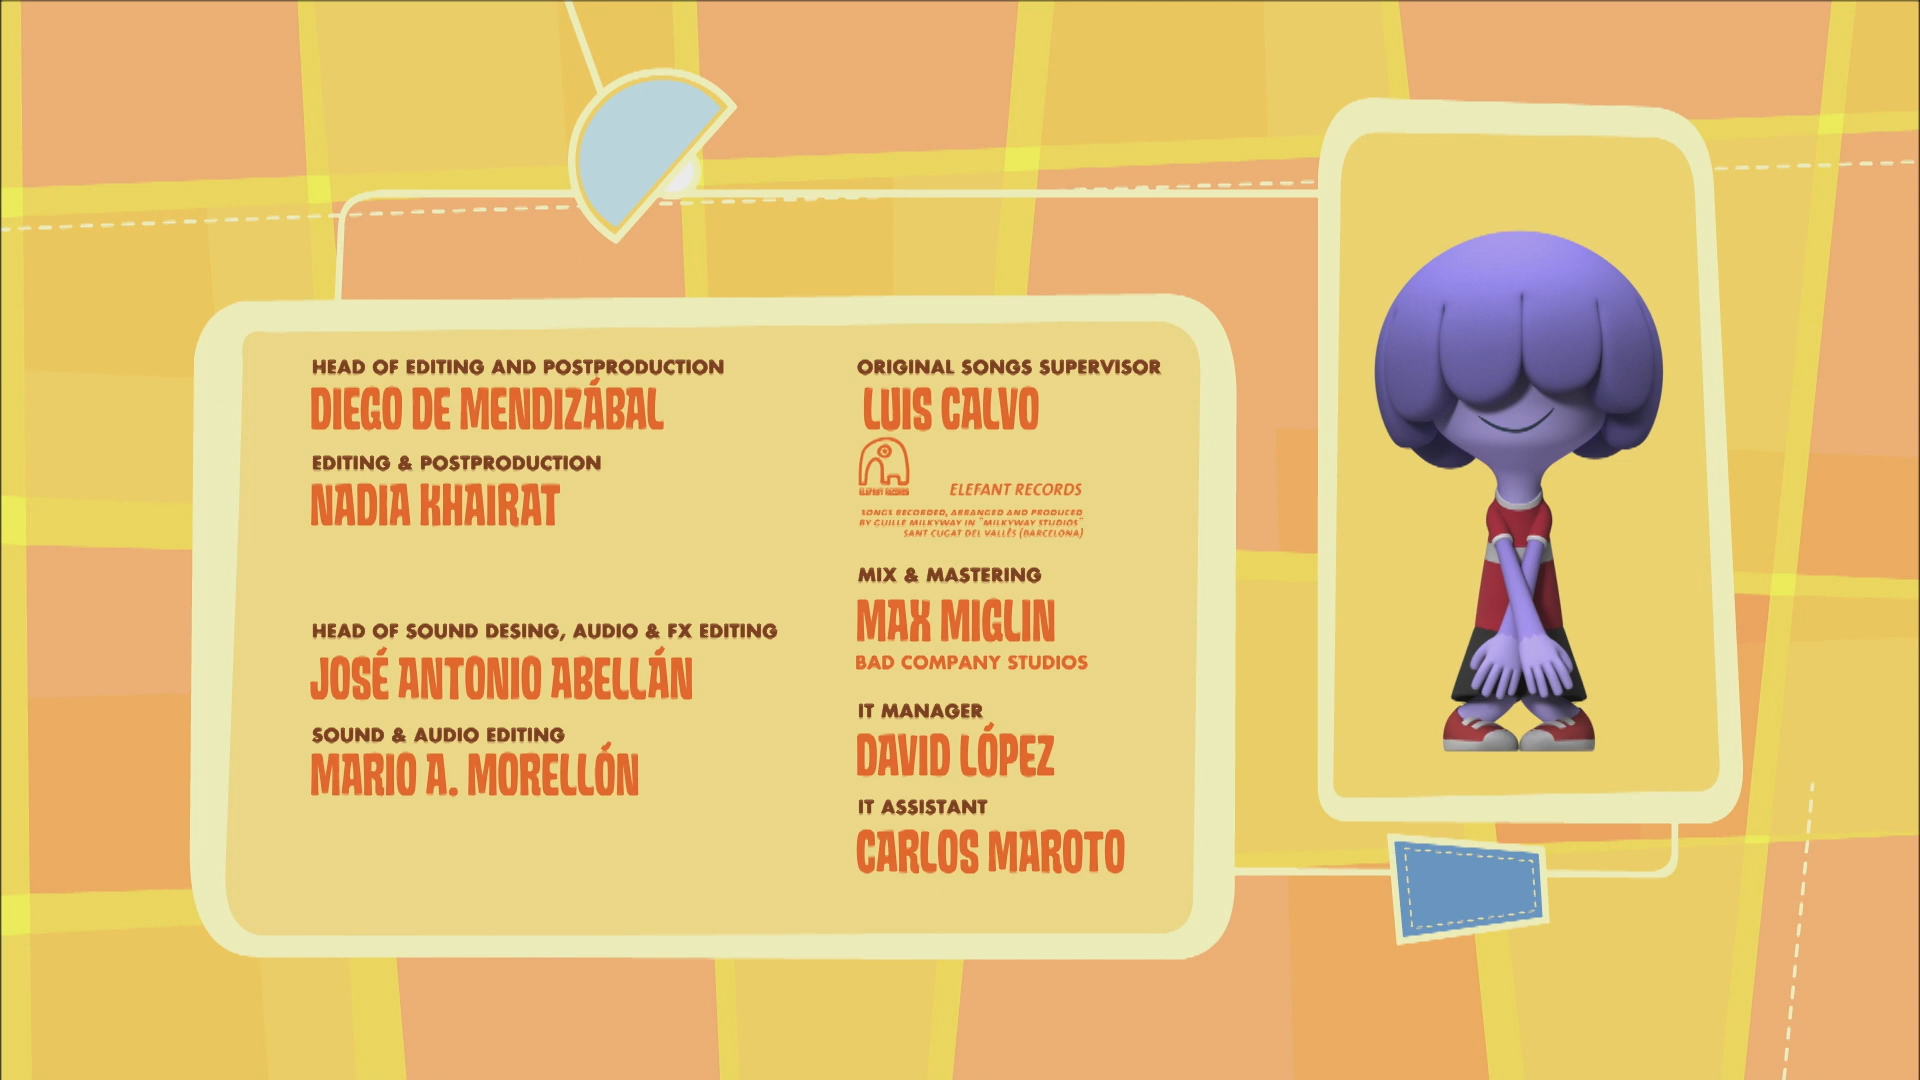 HEAD OF EDITING AND POSTPRODUCTION
DIEGO DE MENDIZÁBAL
EDITING & POSTPRODUCTION
NADIA KHAIRAT
HEAD OF SOUND DESING, AUDIO & FX EDITING
JOSÉ ANTONIO ABELLÁN
SOUND & AUDIO EDITING
MARIO A. MORELLÓN
ORIGINAL SONGS SUPERVISOR
LUIS CALVO
ELEFANT RECORDS
ELEFANT RECORDS
SONGS RECORDED, ARRANGED AND PRODUCED
BY GUILLE MILKYWAY IN "MILKYWAY STUDIOS"
SANT CUGAT DEL VALLÈS (BARCELONA)
MIX & MASTERING
MAX MIGLIN
BAD COMPANY STUDIOS
IT MANAGER
DAVID LÓPEZ
IT ASSISTANT
CARLOS MAROTO